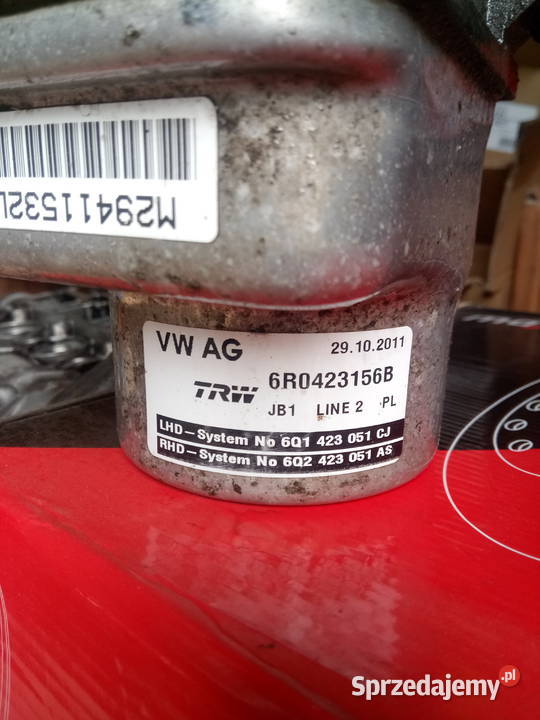 M29411532
VW AG 29.10.2011
TRW 6R0423156B
JB1 LINE 2 PL
LHD-System No 6Q1 423 051 CJ
RHD-System No 6Q2 423 051 AS
Sprzedajemy.pl